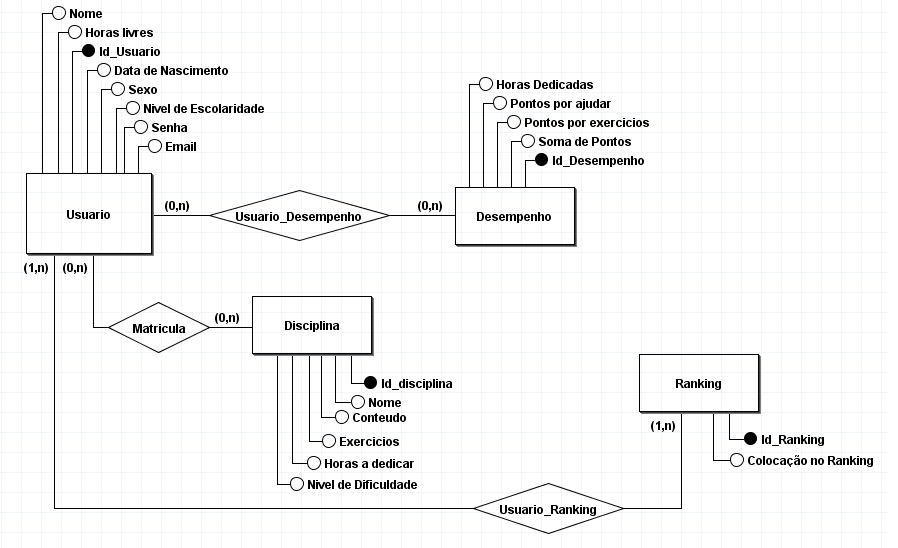 Nome
Horas livres
Id_Usuario
Data de Nascimento
Sexo
Nivel de Escolaridade
Senha
Email
Usuario
(0,n)
Usuario_Desempenho
(0,n)
Horas Dedicadas
Pontos por ajudar
Pontos por exercicios
Soma de Pontos
Id_Desempenho
Desempenho
(1,n)
(0,n)
Matricula
(0,n)
Disciplina
Id_disciplina
Nome
Conteudo
Exercicios
Horas a dedicar
Nivel de Dificuldade
Ranking
(1,n)
Id_Ranking
Colocação no Ranking
Usuario_Ranking